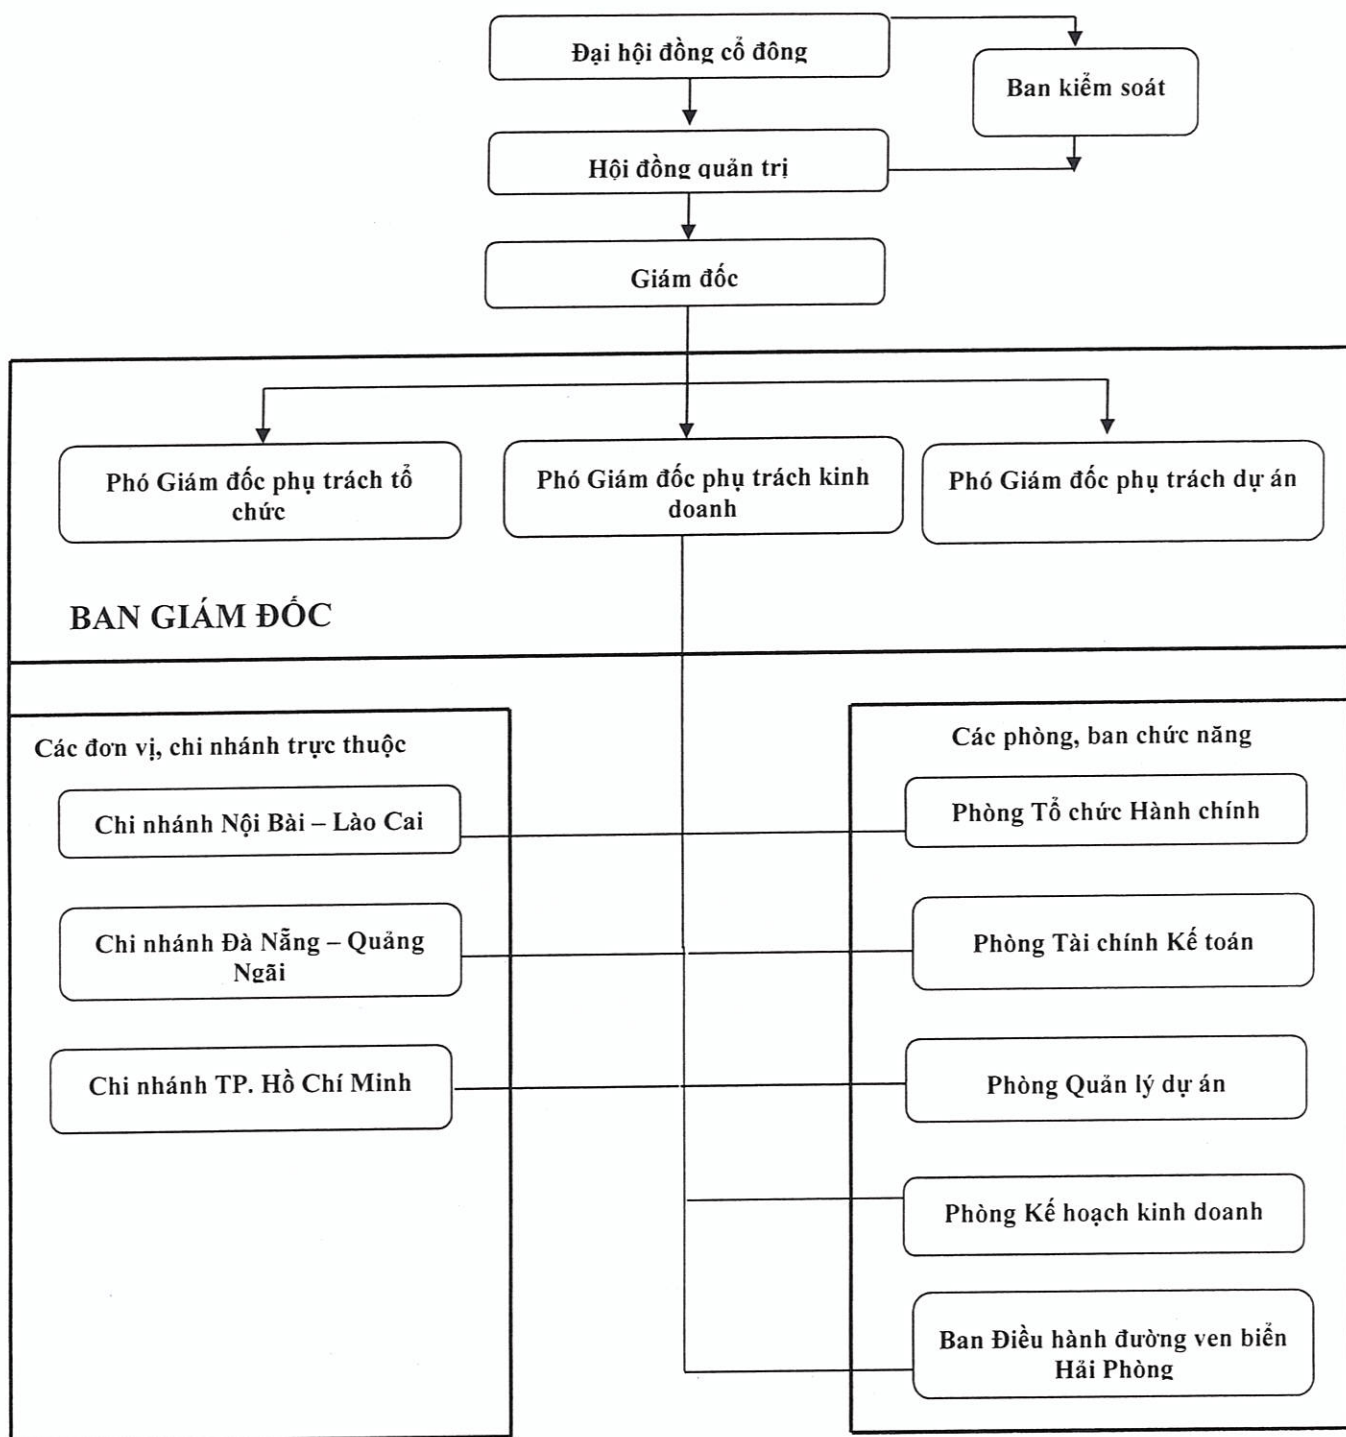 Đại hội đồng cổ đông
Ban kiểm soát
Hội đồng quản trị
Giám đốc
Phó Giám đốc phụ trách tổ
chức
Phó Giám đốc phụ trách kinh
doanh
Phó Giám đốc phụ trách dự án
BAN GIÁM ĐỐC
Các đơn vị, chi nhánh trực thuộc
Chi nhánh Nội Bài – Lào Cai
Chi nhánh Đà Nẵng – Quảng
Ngãi
Chi nhánh TP. Hồ Chí Minh
Các phòng, ban chức năng
Phòng Tổ chức Hành chính
Phòng Tài chính Kế toán
Phòng Quản lý dự án
Phòng Kế hoạch kinh doanh
Ban Điều hành đường ven biển
Hải Phòng